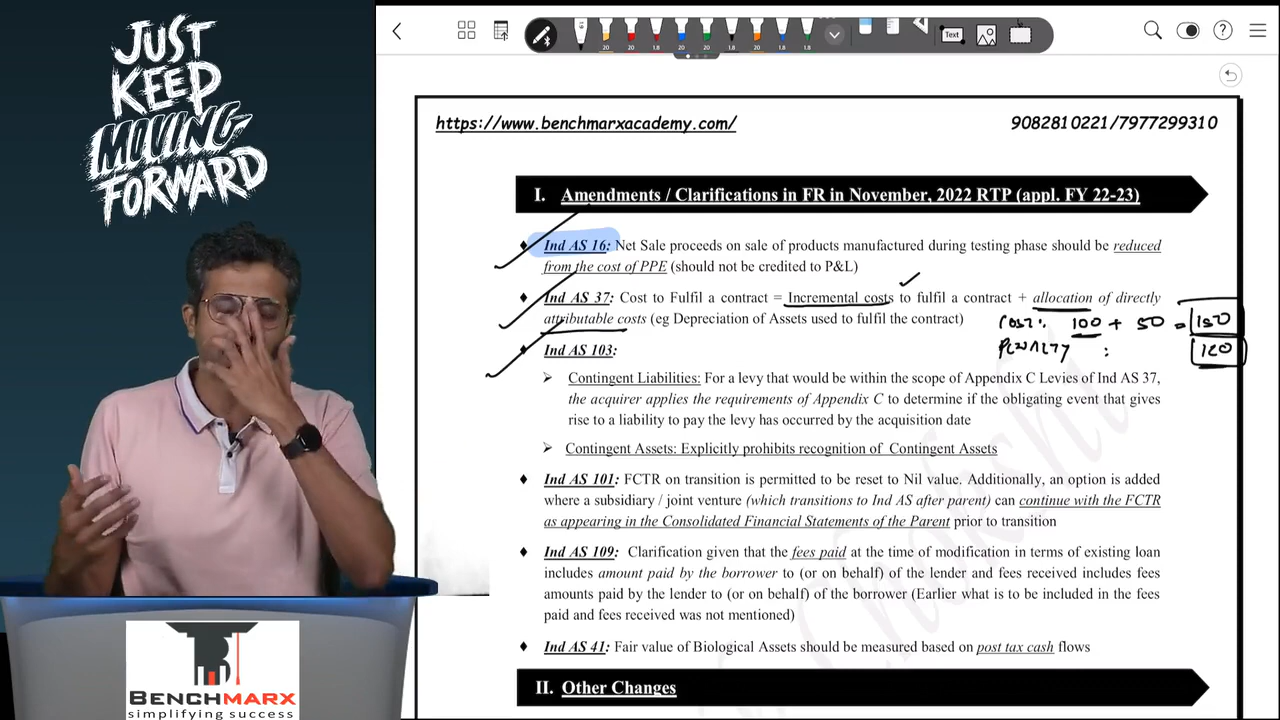 JUST
KEEP
MOVING
FORWARD
Text
20 20 1.8 20 20 1.8 20 1.8 1.8
https://www.benchmarxacademy.com/ 9082810221/7977299310
I. Amendments / Clarifications in FR in November, 2022 RTP (appl. FY 22-23)
♦ Ind AS 16: Net Sale proceeds on sale of products manufactured during testing phase should be reduced
from the cost of PPE (should not be credited to P&L)
♦ Ind AS 37: Cost to Fulfil a contract = Incremental costs to fulfil a contract + allocation of directly
attributable costs (eg Depreciation of Assets used to fulfil the contract)
Cost: 100 + 50 = 150
PENALTY : 120
♦ Ind AS 103:
➢ Contingent Liabilities: For a levy that would be within the scope of Appendix C Levies of Ind AS 37,
the acquirer applies the requirements of Appendix C to determine if the obligating event that gives
rise to a liability to pay the levy has occurred by the acquisition date
➢ Contingent Assets: Explicitly prohibits recognition of Contingent Assets
♦ Ind AS 101: FCTR on transition is permitted to be reset to Nil value. Additionally, an option is added
where a subsidiary / joint venture (which transitions to Ind AS after parent) can continue with the FCTR
as appearing in the Consolidated Financial Statements of the Parent prior to transition
♦ Ind AS 109: Clarification given that the fees paid at the time of modification in terms of existing loan
includes amount paid by the borrower to (or on behalf) of the lender and fees received includes fees
amounts paid by the lender to (or on behalf) of the borrower (Earlier what is to be included in the fees
paid and fees received was not mentioned)
♦ Ind AS 41: Fair value of Biological Assets should be measured based on post tax cash flows
II. Other Changes
BENCHMARX
simplifying success